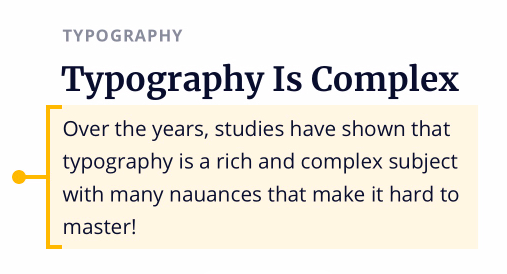 TYPOGRAPHY
Typography Is Complex
Over the years, studies have shown that
typography is a rich and complex subject
with many nauances that make it hard to
master!